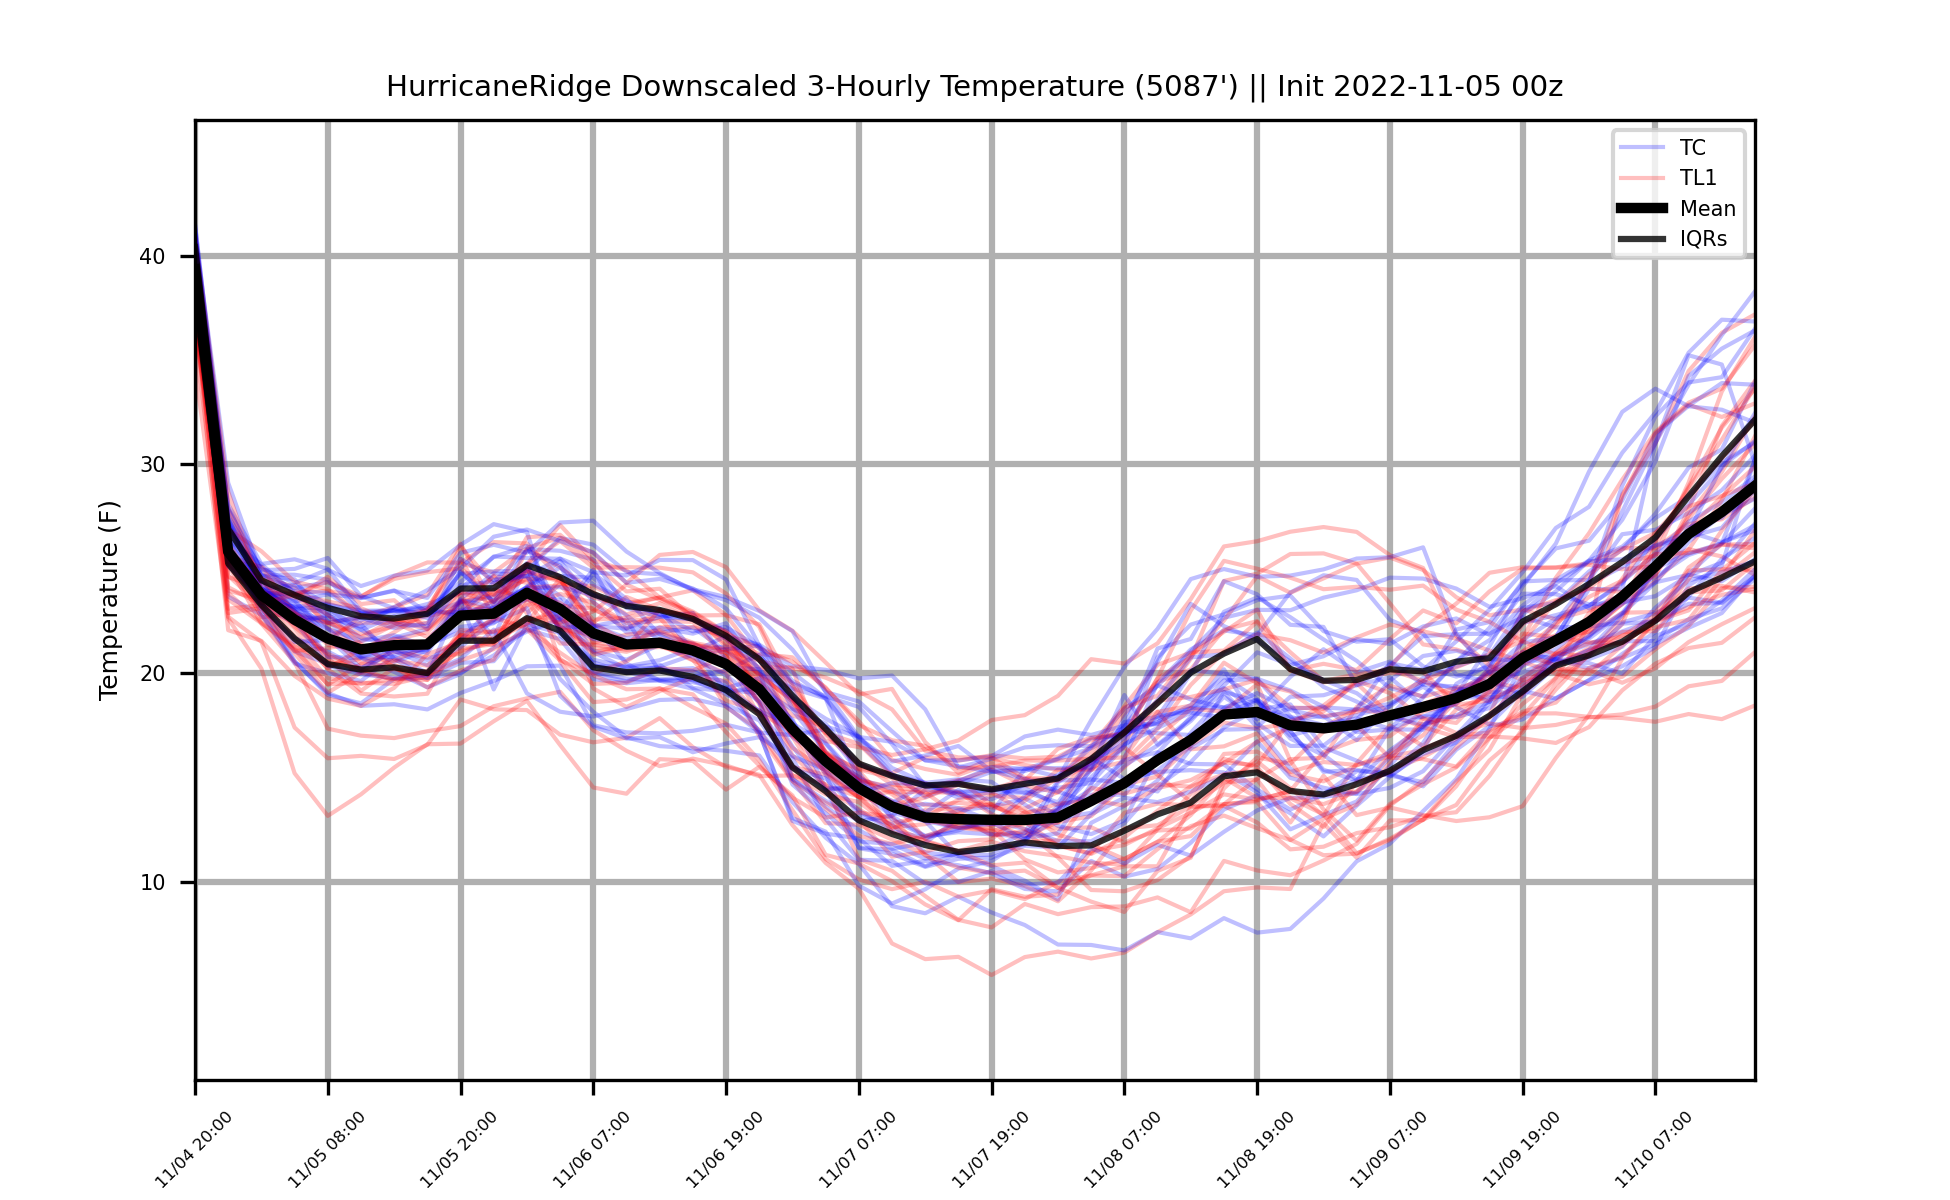 HurricaneRidge Downscaled 3-Hourly Temperature (5087') || Init 2022-11-05 00z
TC
TL1
Mean
IQRs
Temperature (F)
40
30
20
10
11/04 20:00
11/05 08:00
11/05 20:00
11/06 07:00
11/06 19:00
11/07 07:00
11/07 19:00
11/08 07:00
11/08 19:00
11/09 07:00
11/09 19:00
11/10 07:00